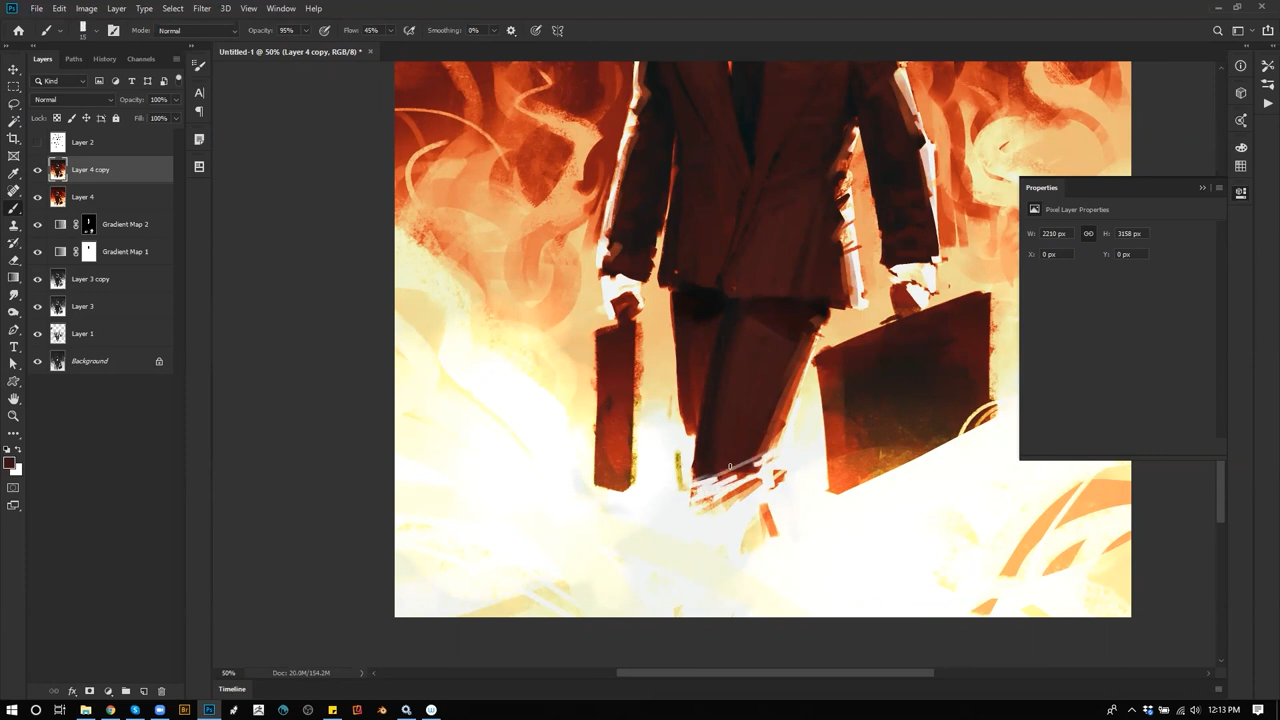 Ps File Edit Image Layer Type Select Filter 3D View Window Help
15 Mode: Normal Opacity: 95% Flow: 45% Smoothing: 0%
Untitled-1 @ 50% (Layer 4 copy, RGB/8) *
Layers History Channels
Kind
Normal Opacity: 100%
Lock: Fill: 100%
Layer 2
Layer 4 copy
Layer 4
Gradient Map 2
Gradient Map 1
Layer 3 copy
Layer 3
Layer 1
Background
Properties
Pixel Layer Properties
W: 2210 px H: 3158 px
X: 0 px Y: 0 px
50% Doc: 20.0M/154.2M
Timeline
Br Ps 12:13 PM